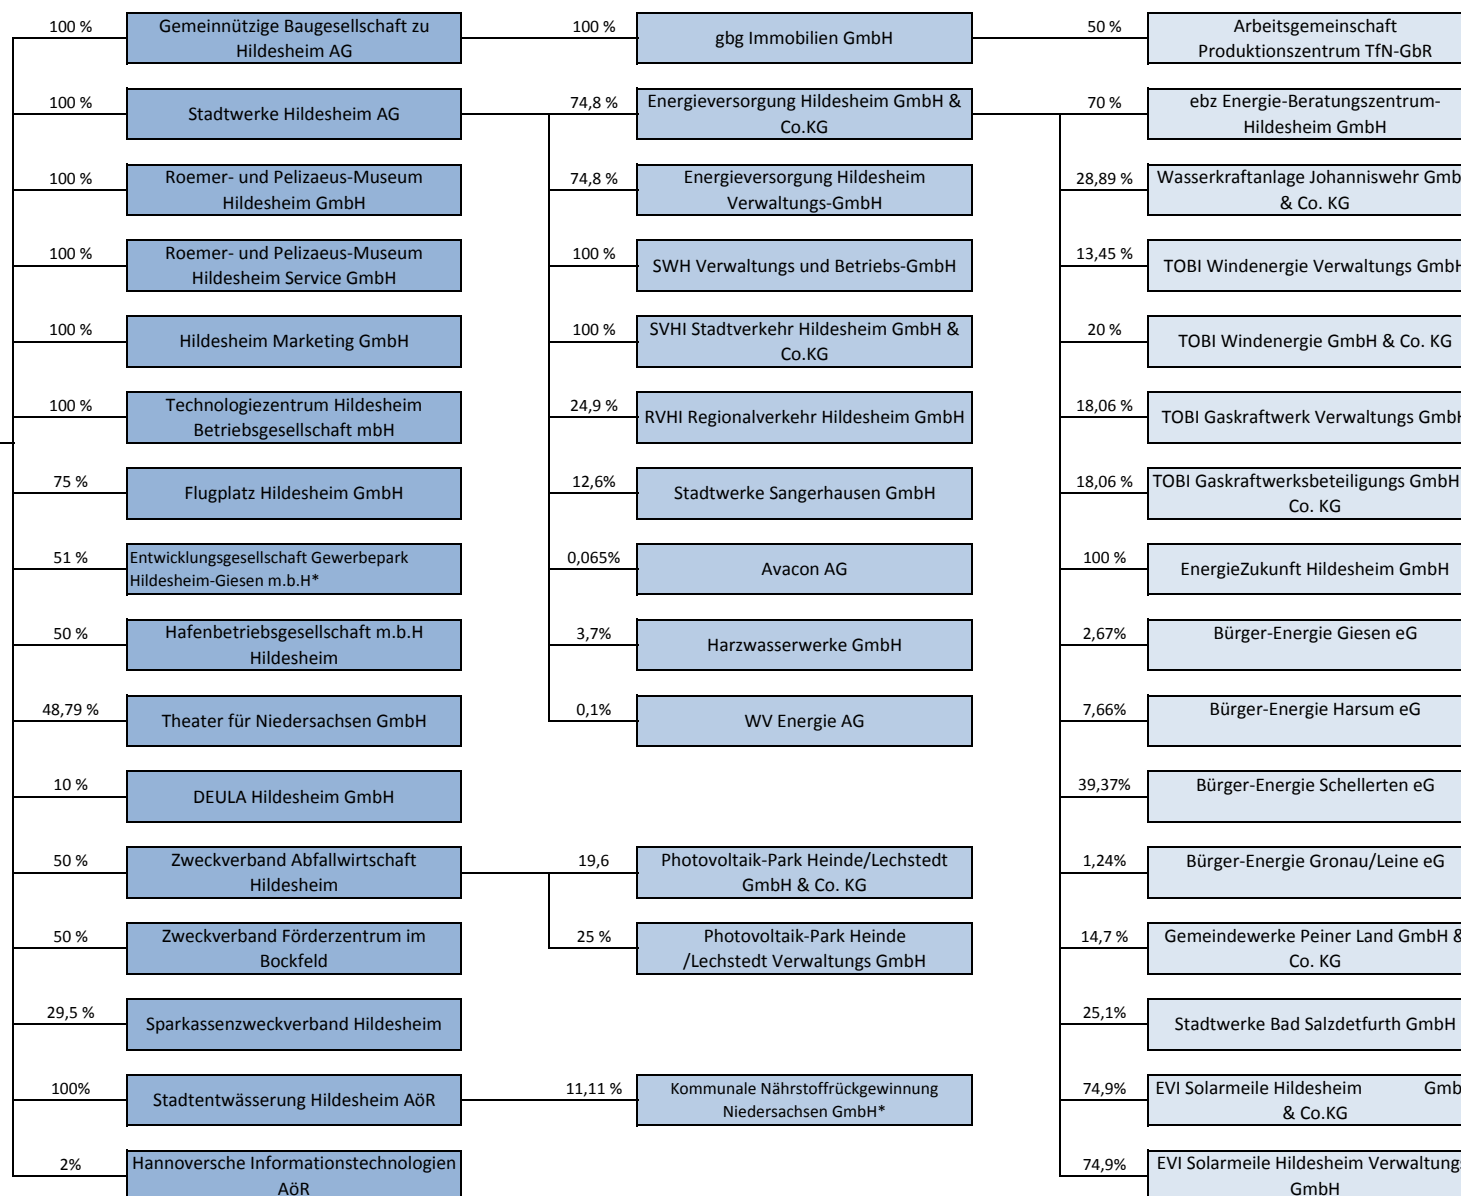 100 %
Gemeinnützige Baugesellschaft zu
Hildesheim AG
100 %
gbg Immobilien GmbH
50 %
Arbeitsgemeinschaft
Produktionszentrum TfN-GbR
100 %
Stadtwerke Hildesheim AG
74,8 %
Energieversorgung Hildesheim GmbH &
Co.KG
70 %
ebz Energie-Beratungszentrum-
Hildesheim GmbH
100 %
Roemer- und Pelizaeus-Museum
Hildesheim GmbH
74,8 %
Energieversorgung Hildesheim
Verwaltungs-GmbH
28,89 %
Wasserkraftanlage Johanniswehr Gmb
& Co. KG
100 %
Roemer- und Pelizaeus-Museum
Hildesheim Service GmbH
100 %
SWH Verwaltungs und Betriebs-GmbH
13,45 %
TOBI Windenergie Verwaltungs GmbH
100 %
Hildesheim Marketing GmbH
100 %
SVHI Stadtverkehr Hildesheim GmbH &
Co.KG
20 %
TOBI Windenergie GmbH & Co. KG
100 %
Technologiezentrum Hildesheim
Betriebsgesellschaft mbH
24,9 %
RVHI Regionalverkehr Hildesheim GmbH
18,06 %
TOBI Gaskraftwerk Verwaltungs GmbH
75 %
Flugplatz Hildesheim GmbH
12,6%
Stadtwerke Sangerhausen GmbH
18,06 %
TOBI Gaskraftwerksbeteiligungs GmbH
Co. KG
51 %
Entwicklungsgesellschaft Gewerbepark
Hildesheim-Giesen m.b.H*
0,065%
Avacon AG
100 %
EnergieZukunft Hildesheim GmbH
50 %
Hafenbetriebsgesellschaft m.b.H
Hildesheim
3,7%
Harzwasserwerke GmbH
2,67%
Bürger-Energie Giesen eG
48,79 %
Theater für Niedersachsen GmbH
0,1%
WV Energie AG
7,66%
Bürger-Energie Harsum eG
10 %
DEULA Hildesheim GmbH
39,37%
Bürger-Energie Schellerten eG
50 %
Zweckverband Abfallwirtschaft
Hildesheim
19,6
Photovoltaik-Park Heinde/Lechstedt
GmbH & Co. KG
1,24%
Bürger-Energie Gronau/Leine eG
50 %
Zweckverband Förderzentrum im
Bockfeld
25 %
Photovoltaik-Park Heinde
/Lechstedt Verwaltungs GmbH
14,7 %
Gemeindewerke Peiner Land GmbH &
Co. KG
29,5 %
Sparkassenzweckverband Hildesheim
25,1%
Stadtwerke Bad Salzdetfurth GmbH
100%
Stadtentwässerung Hildesheim AöR
11,11 %
Kommunale Nährstoffrückgewinnung
Niedersachsen GmbH*
74,9%
EVI Solarmeile Hildesheim Gmb
& Co.KG
2%
Hannoversche Informationstechnologien
AöR
74,9%
EVI Solarmeile Hildesheim Verwaltung
GmbH